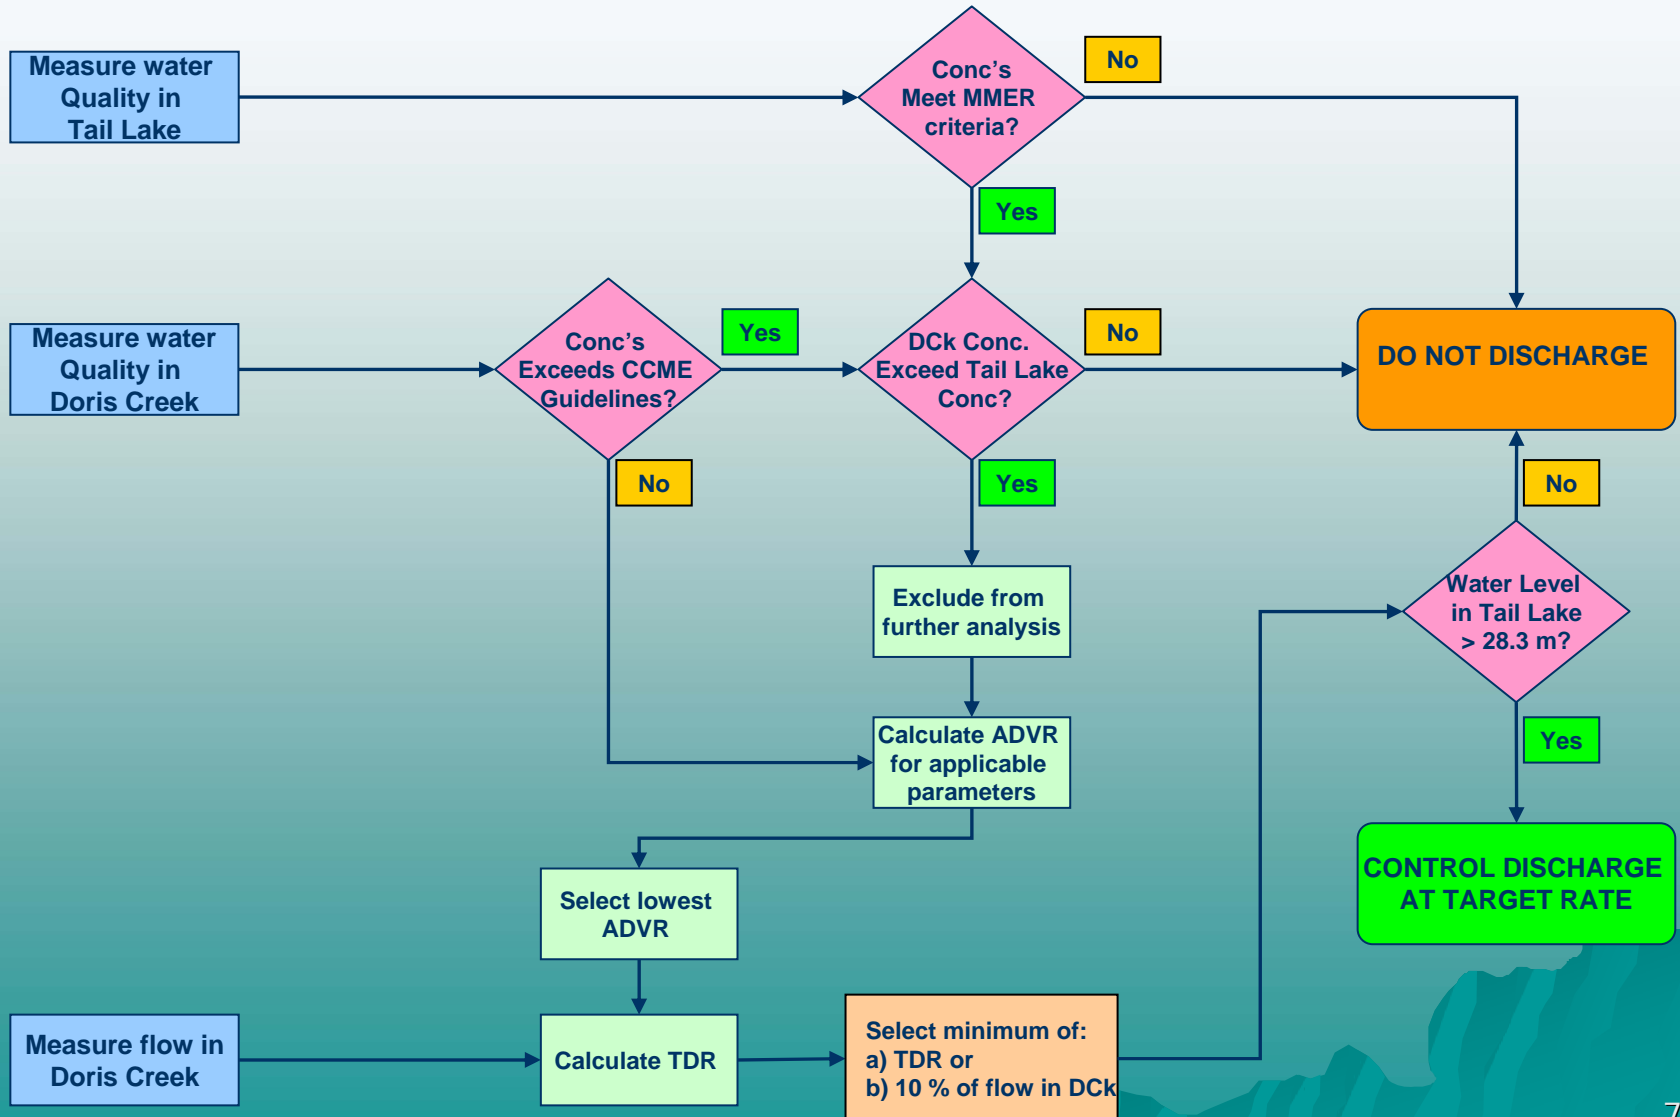 Measure water
Quality in
Tail Lake
Conc’s
Meet MMER
criteria?
No
Yes
Measure water
Quality in
Doris Creek
Conc’s
Exceeds CCME
Guidelines?
Yes
DCk Conc.
Exceed Tail Lake
Conc?
No
DO NOT DISCHARGE
No
Yes
No
Exclude from
further analysis
Water Level
in Tail Lake
> 28.3 m?
Calculate ADVR
for applicable
parameters
Yes
Select lowest
ADVR
CONTROL DISCHARGE
AT TARGET RATE
Measure flow in
Doris Creek
Calculate TDR
Select minimum of:
a) TDR or
b) 10 % of flow in DCk
7